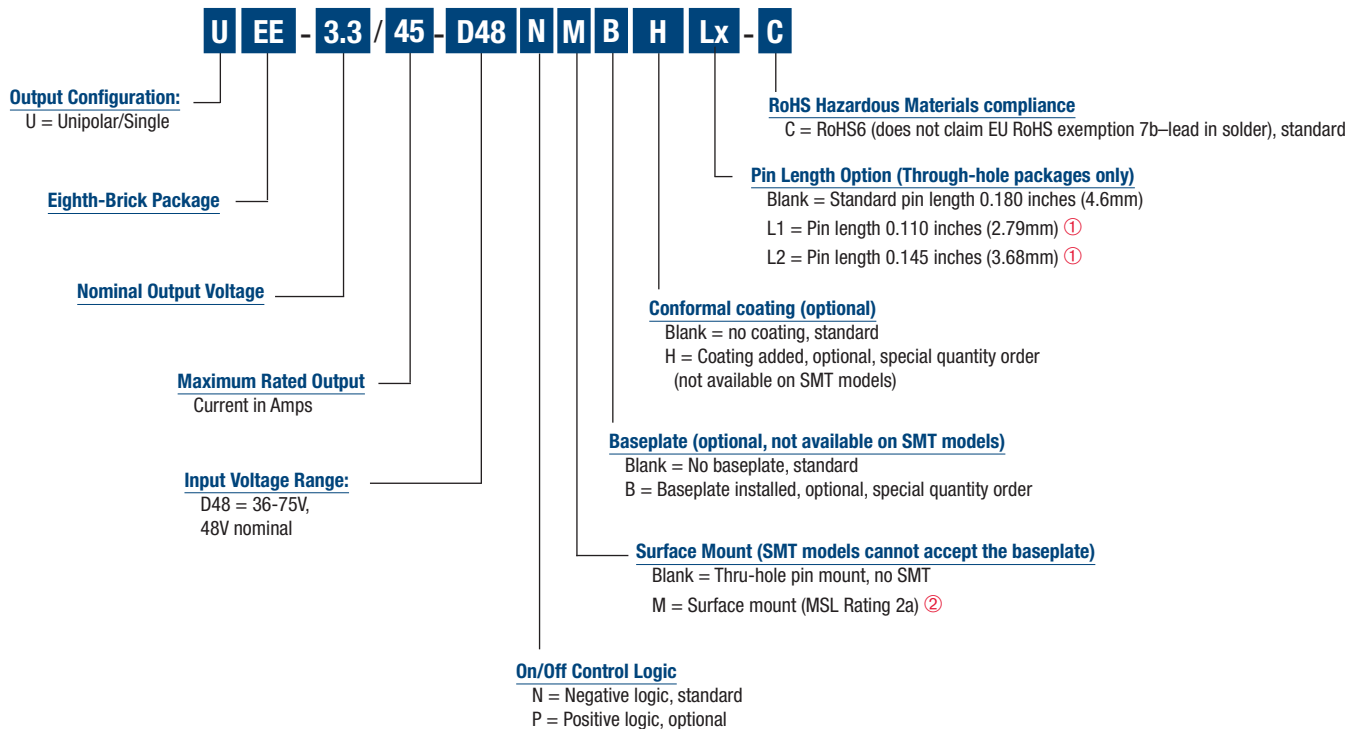 U EE - 3.3 / 45 - D48 N M B H Lx - C
Output Configuration:
U = Unipolar/Single
Eighth-Brick Package
Nominal Output Voltage
Maximum Rated Output
Current in Amps
Input Voltage Range:
D48 = 36-75V,
48V nominal
RoHS Hazardous Materials compliance
C = RoHS6 (does not claim EU RoHS exemption 7b–lead in solder), standard
Pin Length Option (Through-hole packages only)
Blank = Standard pin length 0.180 inches (4.6mm)
L1 = Pin length 0.110 inches (2.79mm) ①
L2 = Pin length 0.145 inches (3.68mm) ①
Conformal coating (optional)
Blank = no coating, standard
H = Coating added, optional, special quantity order
(not available on SMT models)
Baseplate (optional, not available on SMT models)
Blank = No baseplate, standard
B = Baseplate installed, optional, special quantity order
Surface Mount (SMT models cannot accept the baseplate)
Blank = Thru-hole pin mount, no SMT
M = Surface mount (MSL Rating 2a) ②
On/Off Control Logic
N = Negative logic, standard
P = Positive logic, optional